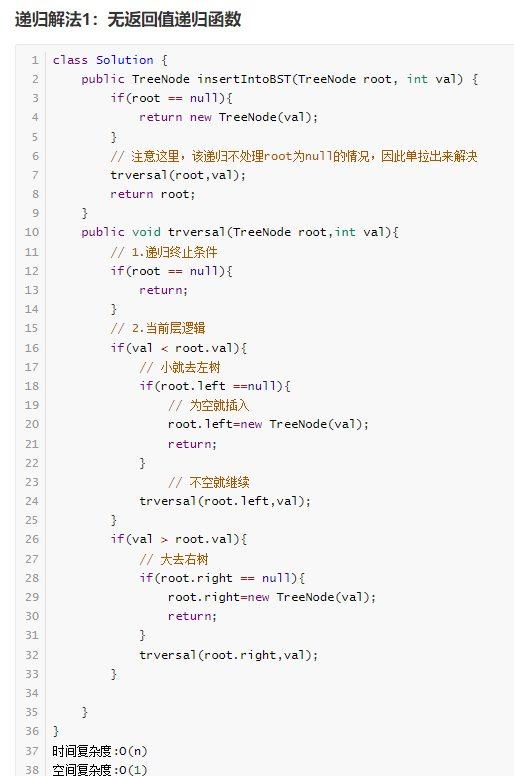 递归解法1：无返回值递归函数
1 class Solution {
2 public TreeNode insertIntoBST(TreeNode root, int val) {
3 if(root == null){
4 return new TreeNode(val);
5 }
6 // 注意这里，该递归不处理root为null的情况，因此单拉出来解决
7 trversal(root,val);
8 return root;
9 }
10 public void trversal(TreeNode root,int val){
11 // 1.递归终止条件
12 if(root == null){
13 return;
14 }
15 // 2.当前层逻辑
16 if(val < root.val){
17 // 小就去左树
18 if(root.left ==null){
19 // 为空就插入
20 root.left=new TreeNode(val);
21 return;
22 }
23 // 不空就继续
24 trversal(root.left,val);
25 }
26 if(val > root.val){
27 // 大去右树
28 if(root.right == null){
29 root.right=new TreeNode(val);
30 return;
31 }
32 trversal(root.right,val);
33 }
34
35 }
36 }
37 时间复杂度:O(n)
38 空间复杂度:O(1)